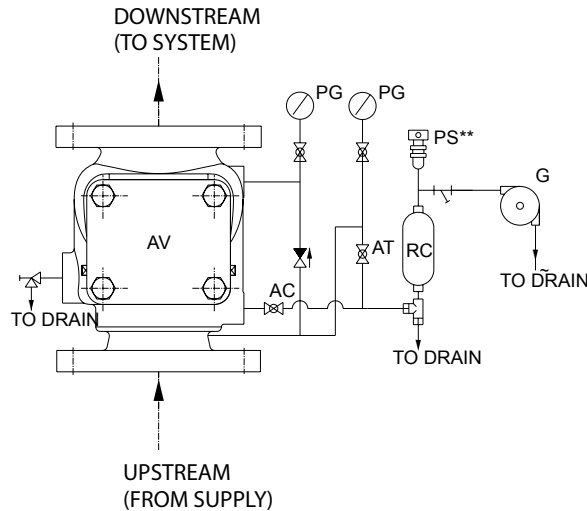 DOWNSTREAM
(TO SYSTEM)
PG
PG
PS**
G
AV
RC
AT
TO DRAIN
AC
TO DRAIN
TO DRAIN
UPSTREAM
(FROM SUPPLY)